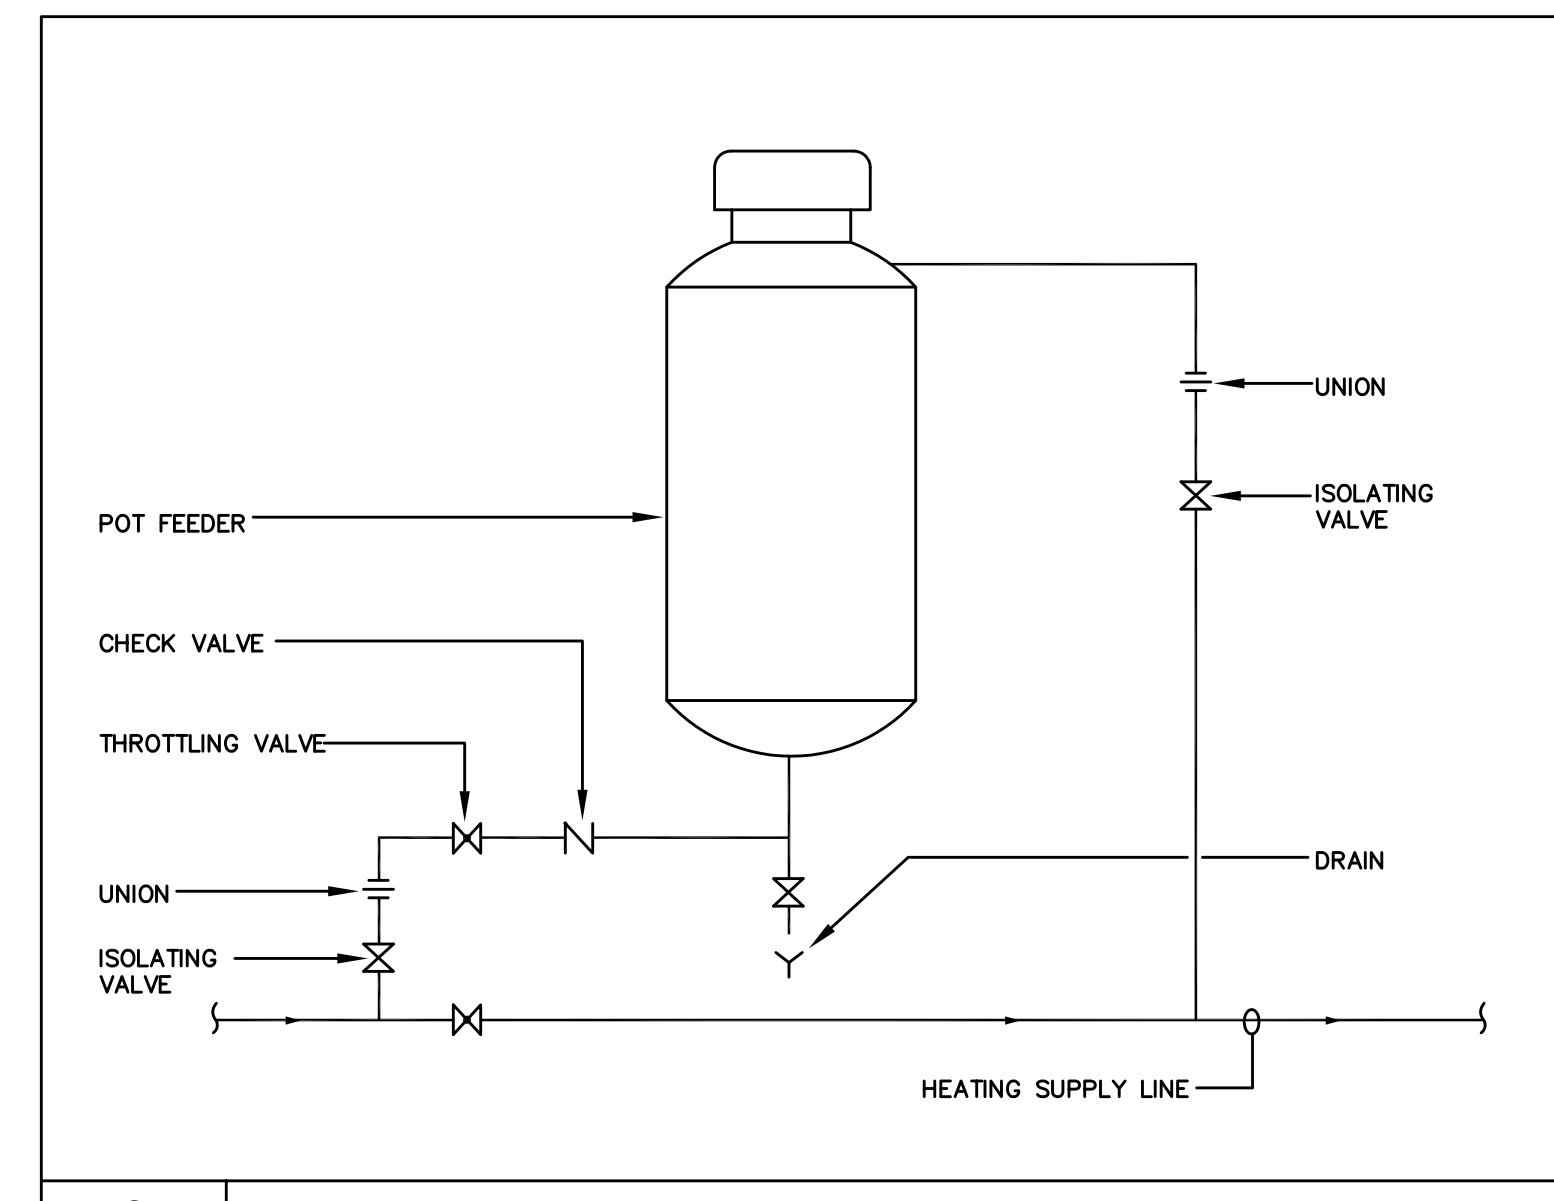 UNION
ISOLATING
VALVE
POT FEEDER
CHECK VALVE
THROTTLING VALVE
DRAIN
UNION
ISOLATING
VALVE
HEATING SUPPLY LINE